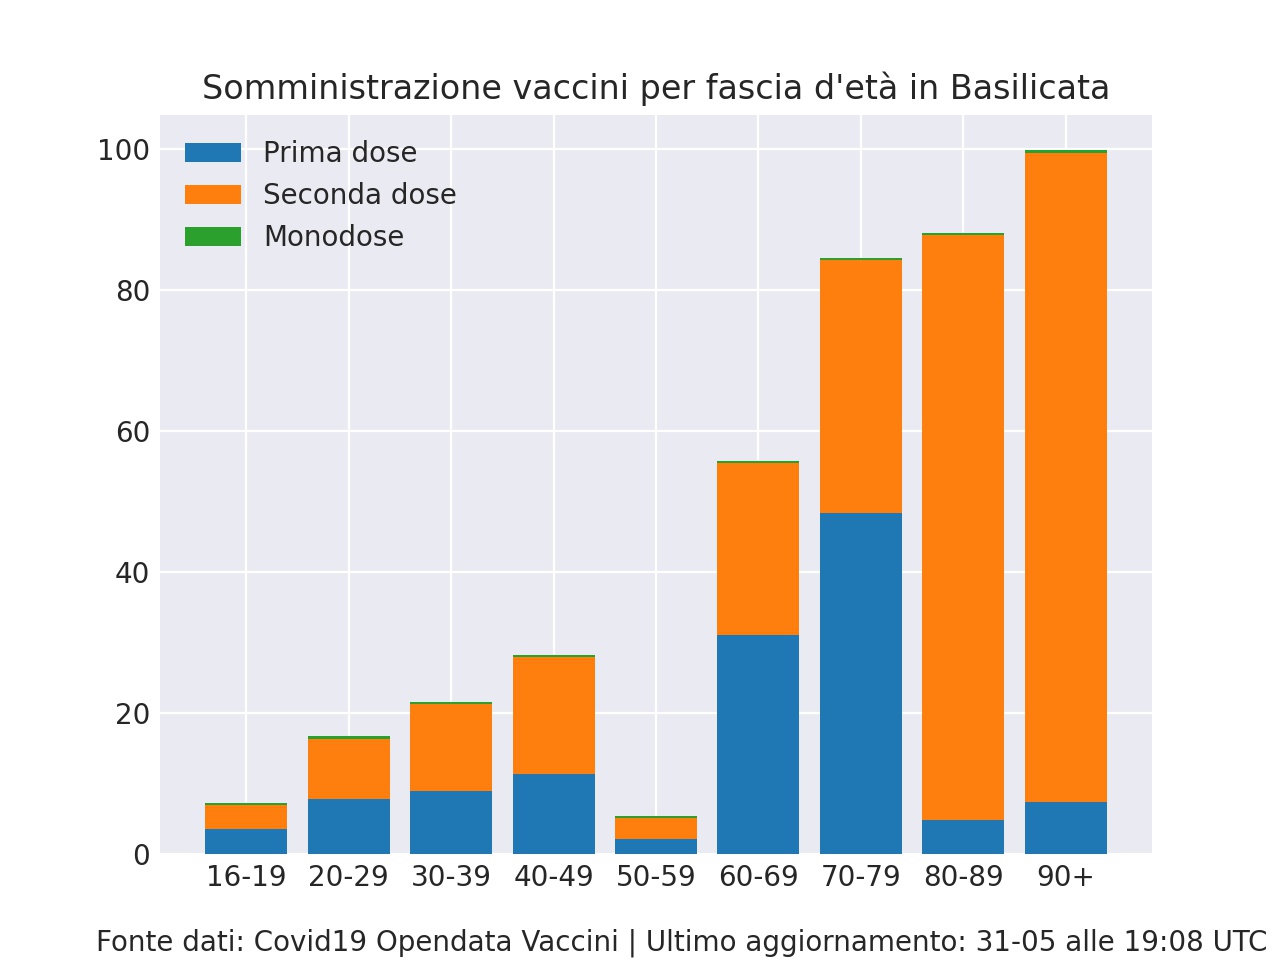 Somministrazione vaccini per fascia d'età in Basilicata
Prima dose
Seconda dose
Monodose
100
80
60
40
20
0
16-19 20-29 30-39 40-49 50-59 60-69 70-79 80-89 90+
Fonte dati: Covid19 Opendata Vaccini | Ultimo aggiornamento: 31-05 alle 19:08 UTC